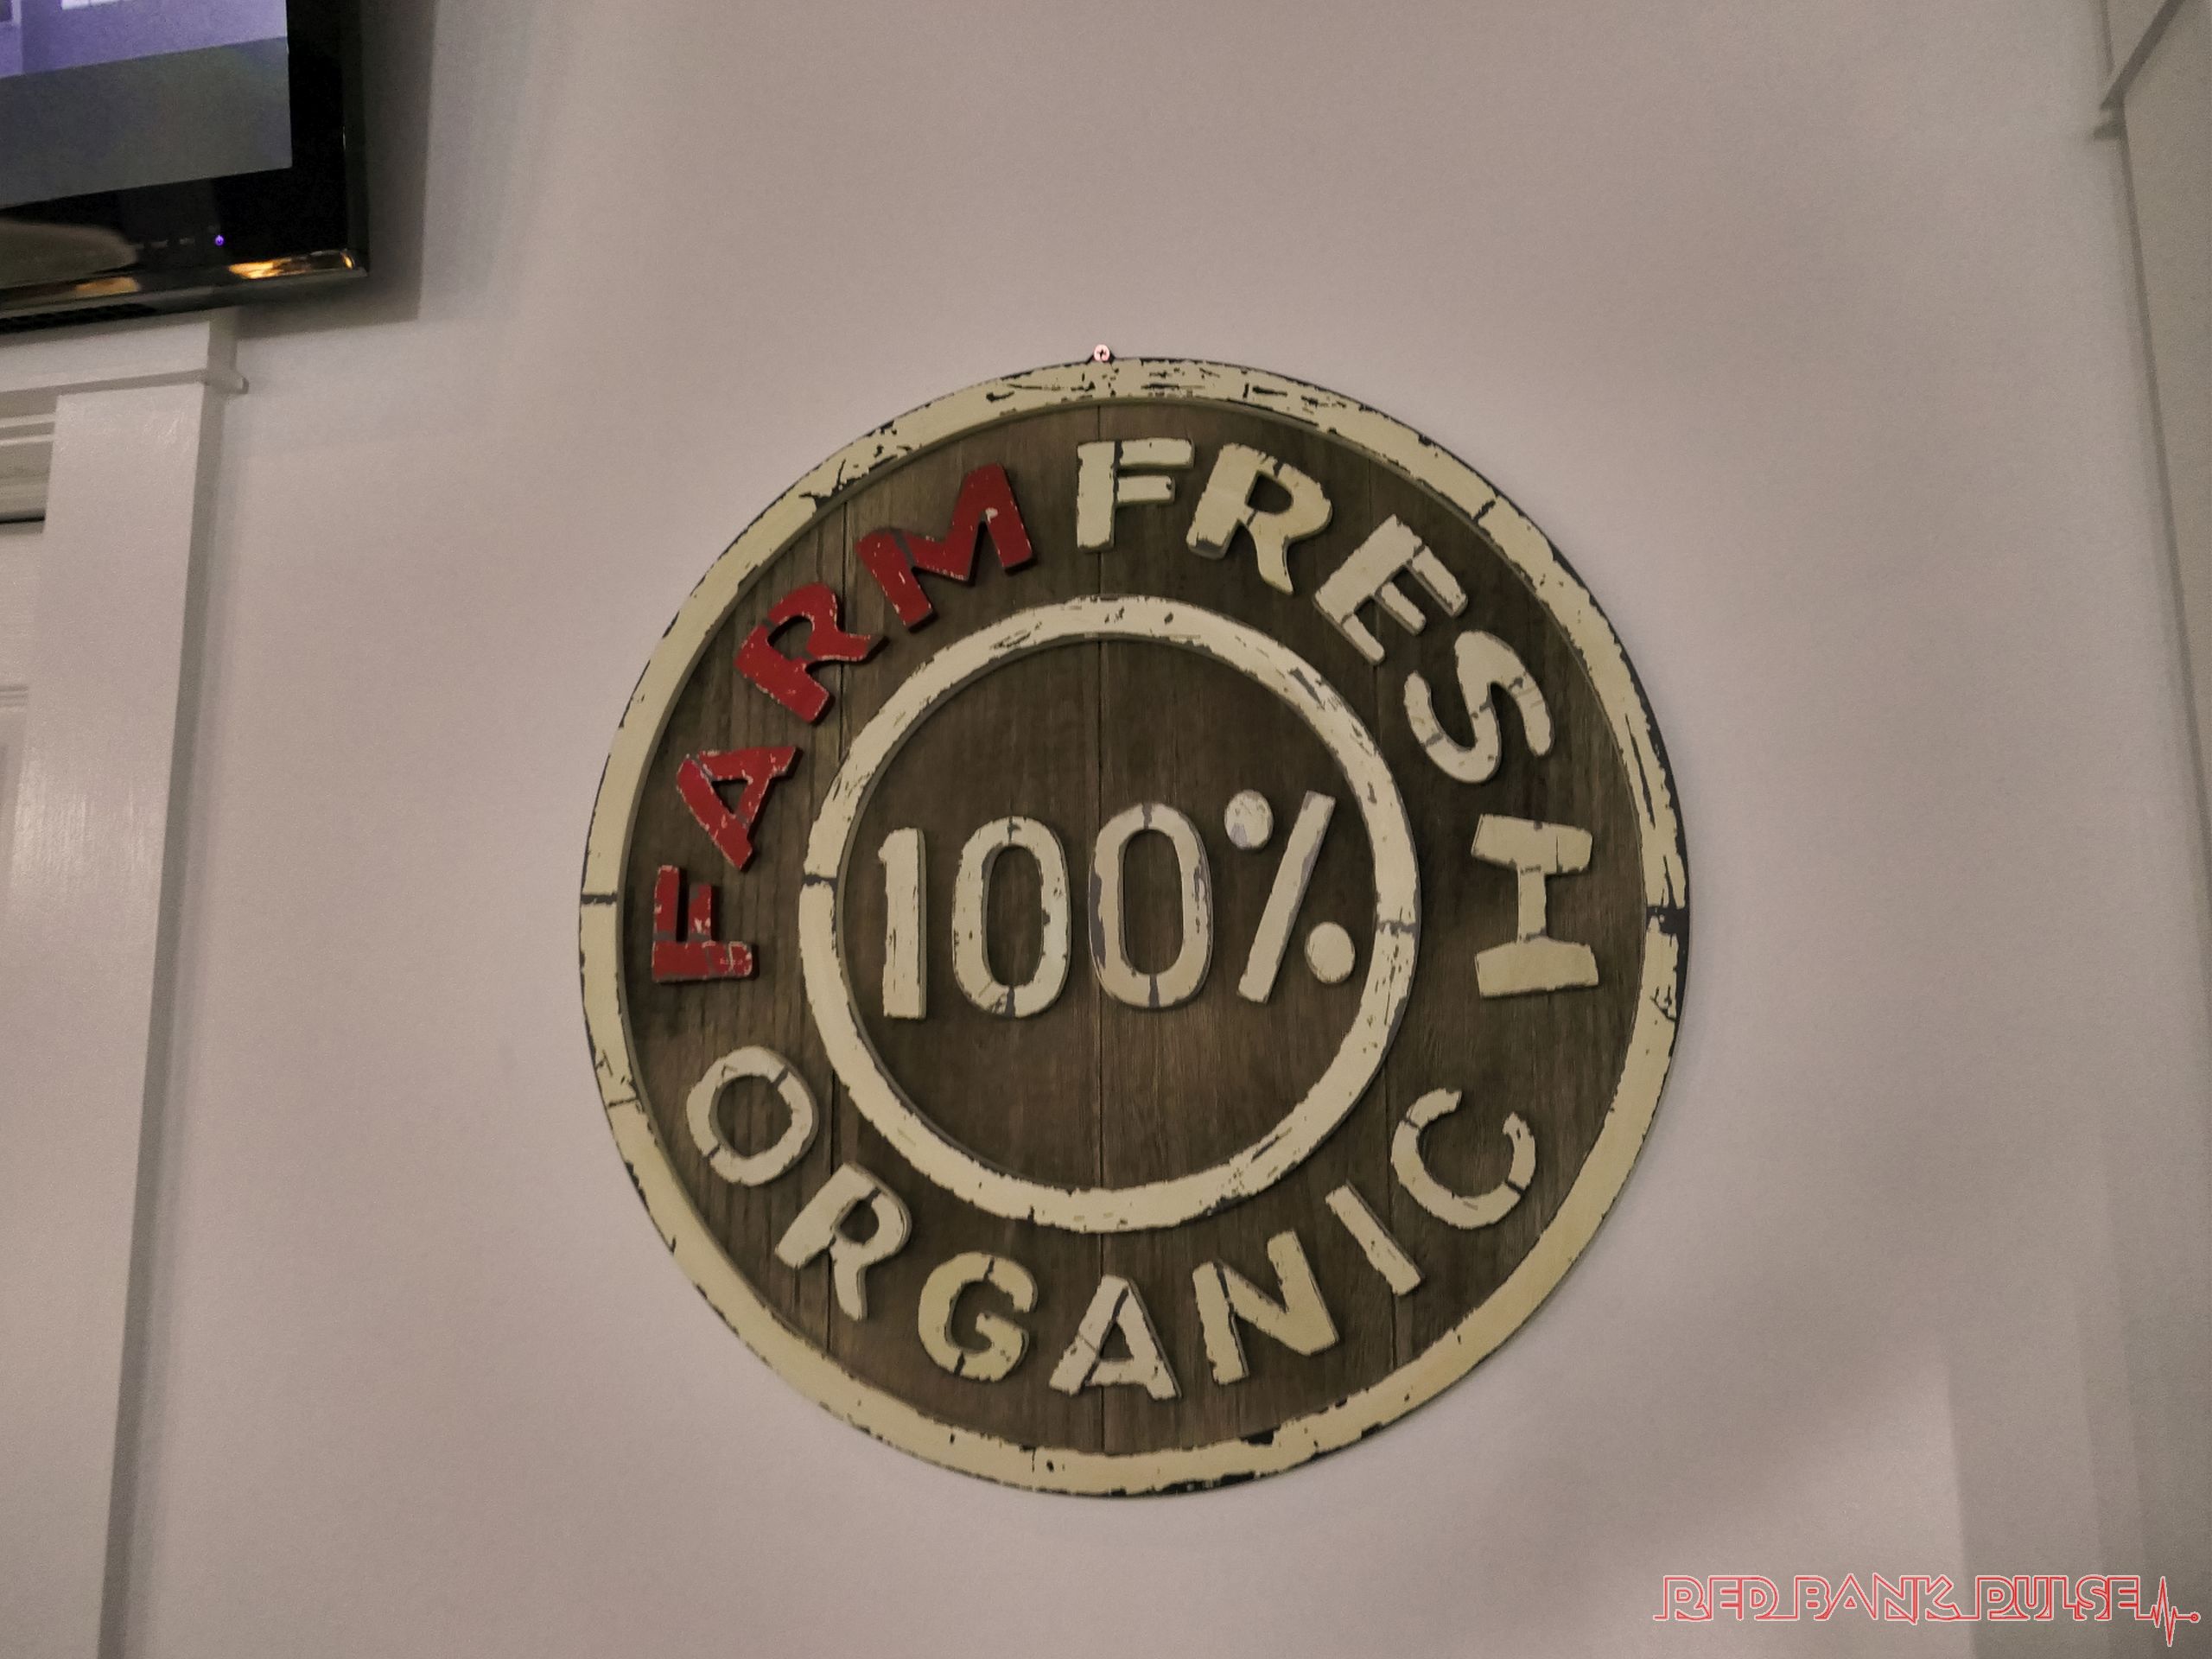 FARM FRESH
100%
ORGANIC
RED BANK PULSE